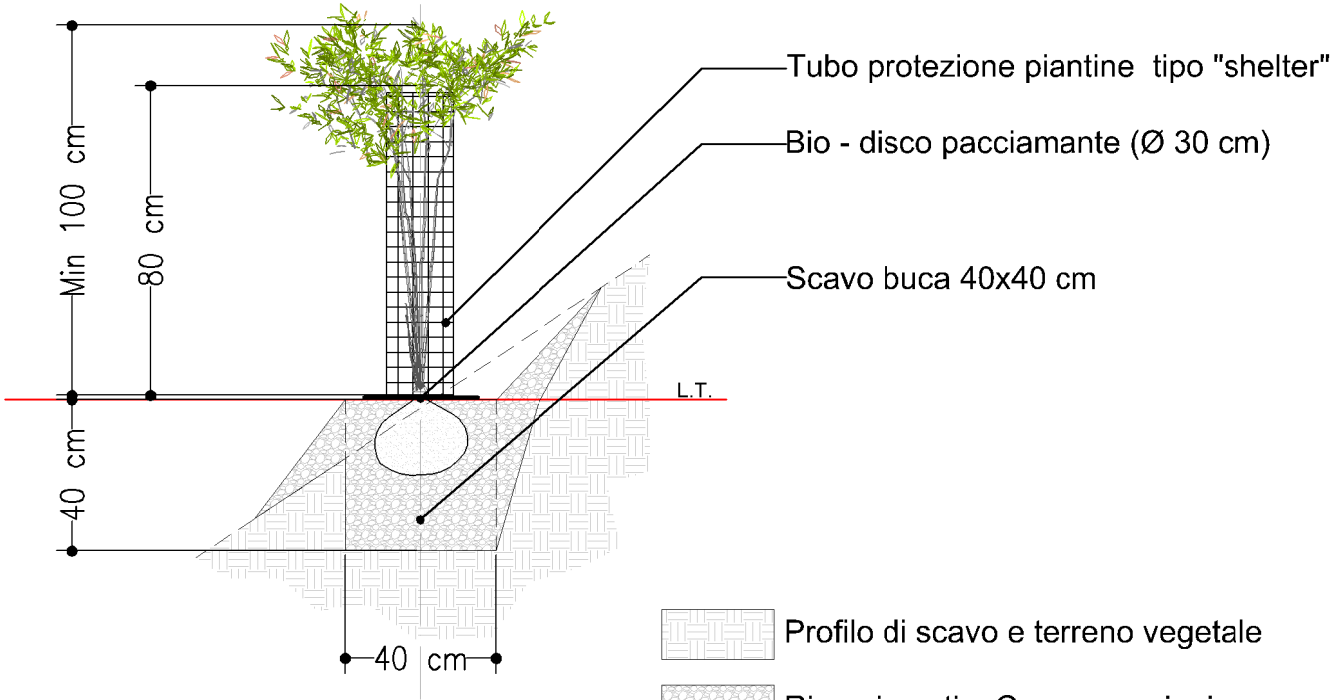 Tubo protezione piantine tipo "shelter"
Bio - disco pacciamante (Ø 30 cm)
Scavo buca 40x40 cm
Min 100 cm
80 cm
L.T.
40 cm
40 cm
Profilo di scavo e terreno vegetale